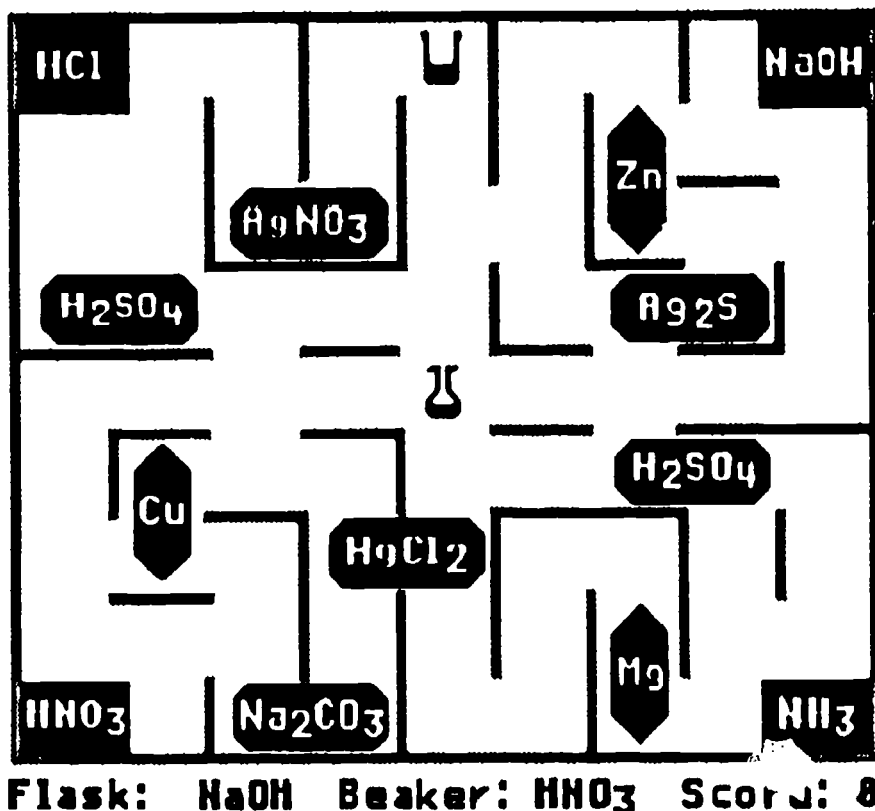 HCl NaOH
Zn
AgNO3
H2SO4 Ag2S
H2SO4
Cu
HgCl2
Mg
HNO3 Na2CO3 NH3
Flask: NaOH Beaker: HNO3